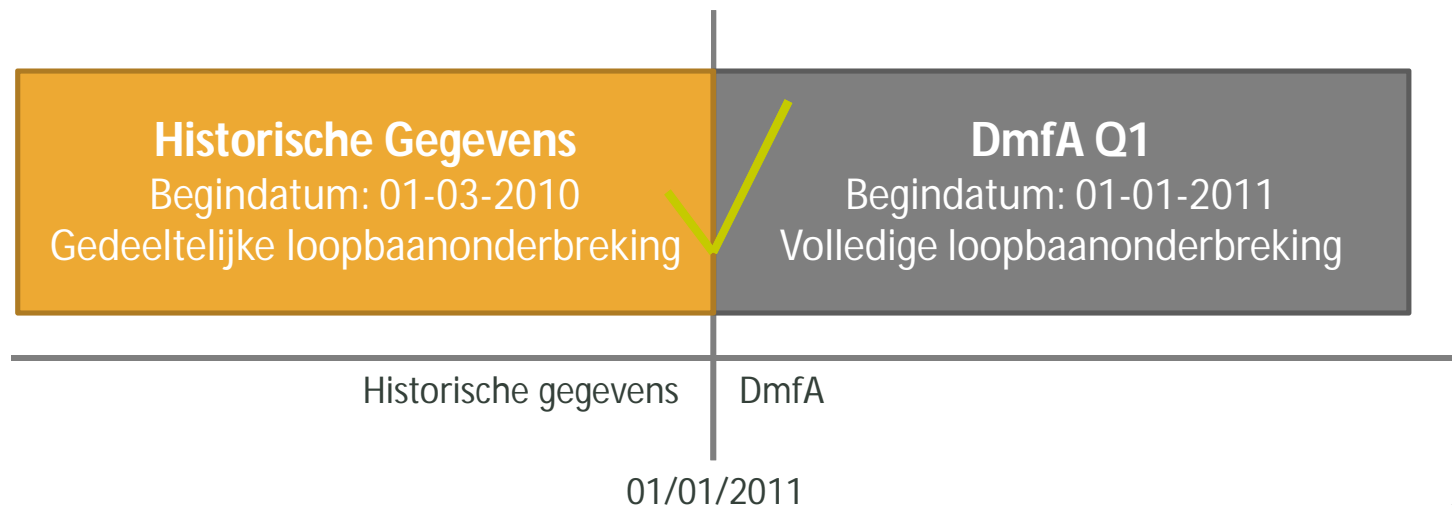 Historische Gegevens
Begindatum: 01-03-2010
Gedeeltelijke loopbaanonderbreking
DmfA Q1
Begindatum: 01-01-2011
Volledige loopbaanonderbreking
Historische gegevens
DmfA
01/01/2011